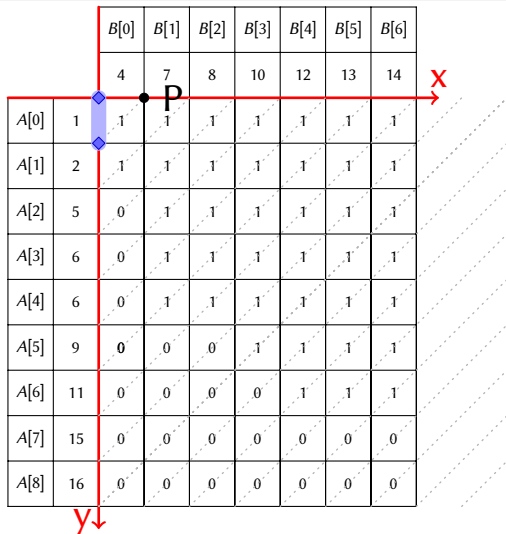 B[0] B[1] B[2] B[3] B[4] B[5] B[6]
4 7 8 10 12 13 14
x
P
A[0] 1 1 1 1 1 1 1 1
A[1] 2 1 1 1 1 1 1 1
A[2] 5 0 1 1 1 1 1 1
A[3] 6 0 1 1 1 1 1 1
A[4] 6 0 1 1 1 1 1 1
A[5] 9 0 0 0 1 1 1 1
A[6] 11 0 0 0 0 1 1 1
A[7] 15 0 0 0 0 0 0 0
A[8] 16 0 0 0 0 0 0 0
y